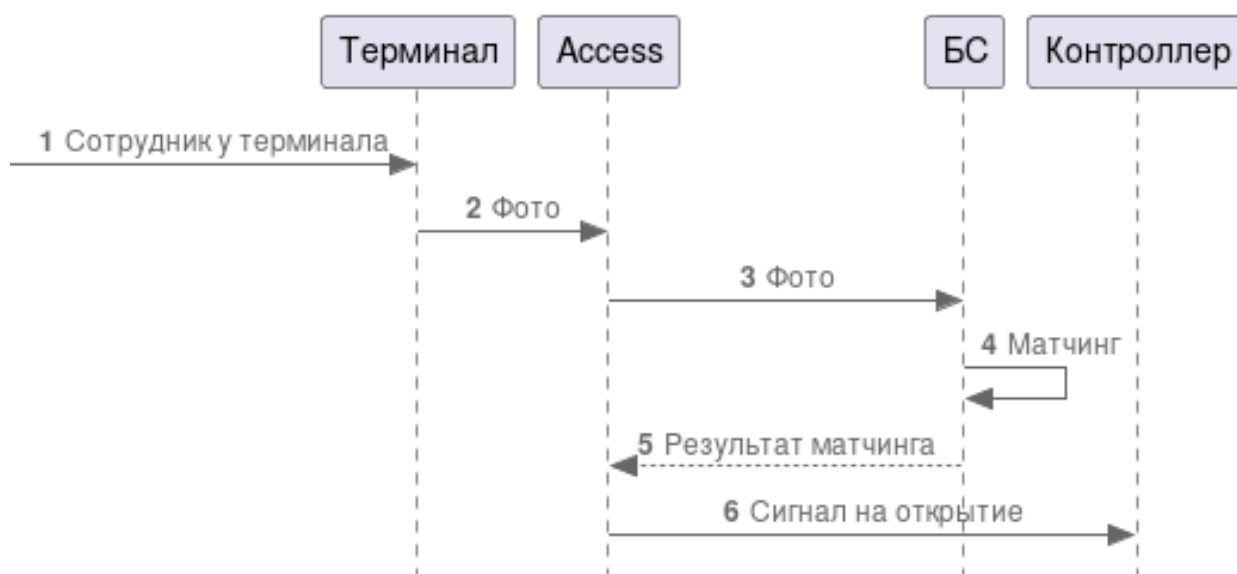 Терминал Access БС Контроллер
1 Сотрудник у терминала
2 Фото
3 Фото
4 Матчинг
5 Результат матчинга
6 Сигнал на открытие